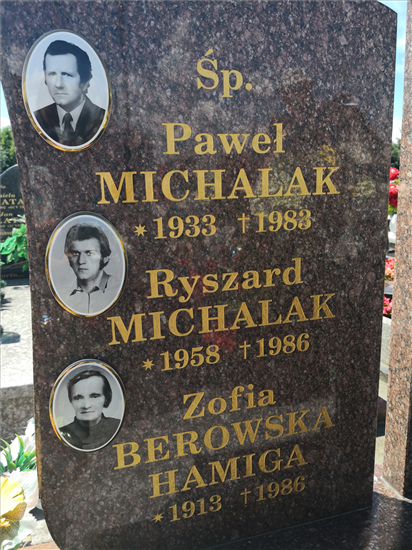 Śp.
Paweł
MICHALAK
* 1933 † 1983
Ryszard
MICHALAK
* 1958 † 1986
Zofia
BEROWSKA
HAMIGA
* 1913 † 1986